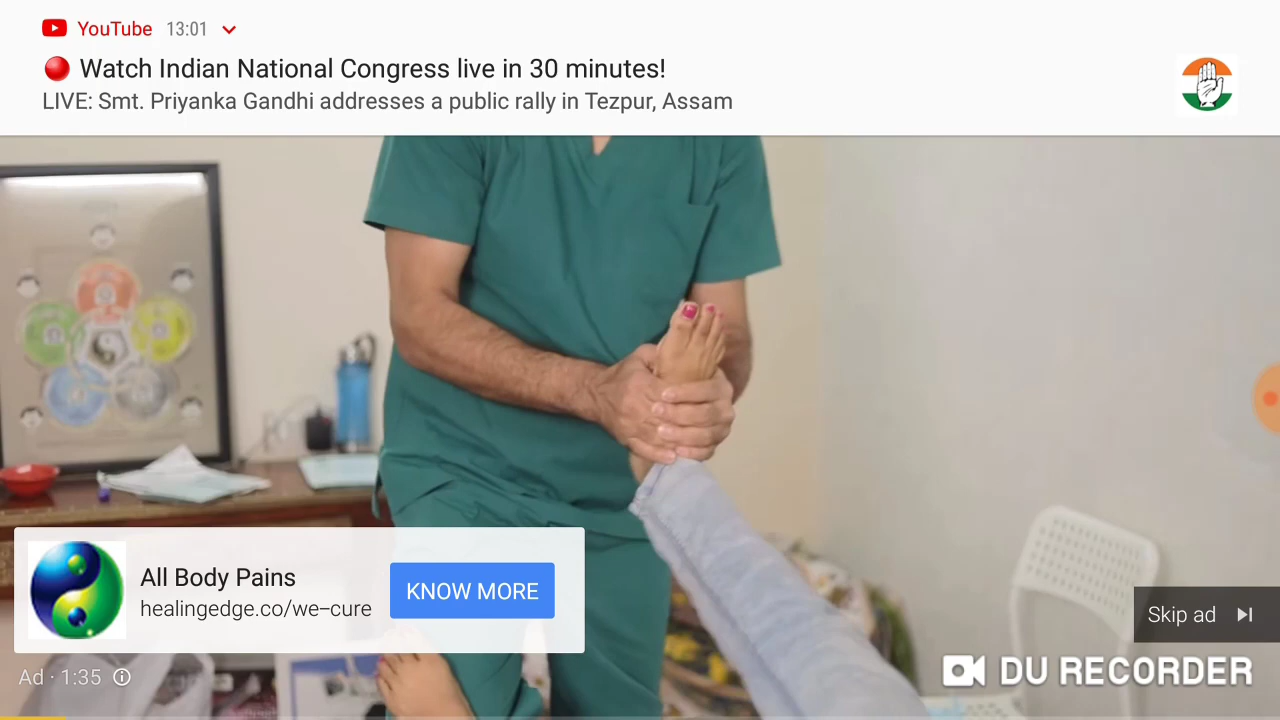 YouTube 13:01
🔴 Watch Indian National Congress live in 30 minutes!
LIVE: Smt. Priyanka Gandhi addresses a public rally in Tezpur, Assam
All Body Pains
healingedge.co/we-cure
KNOW MORE
Skip ad
Ad · 1:35
DU RECORDER